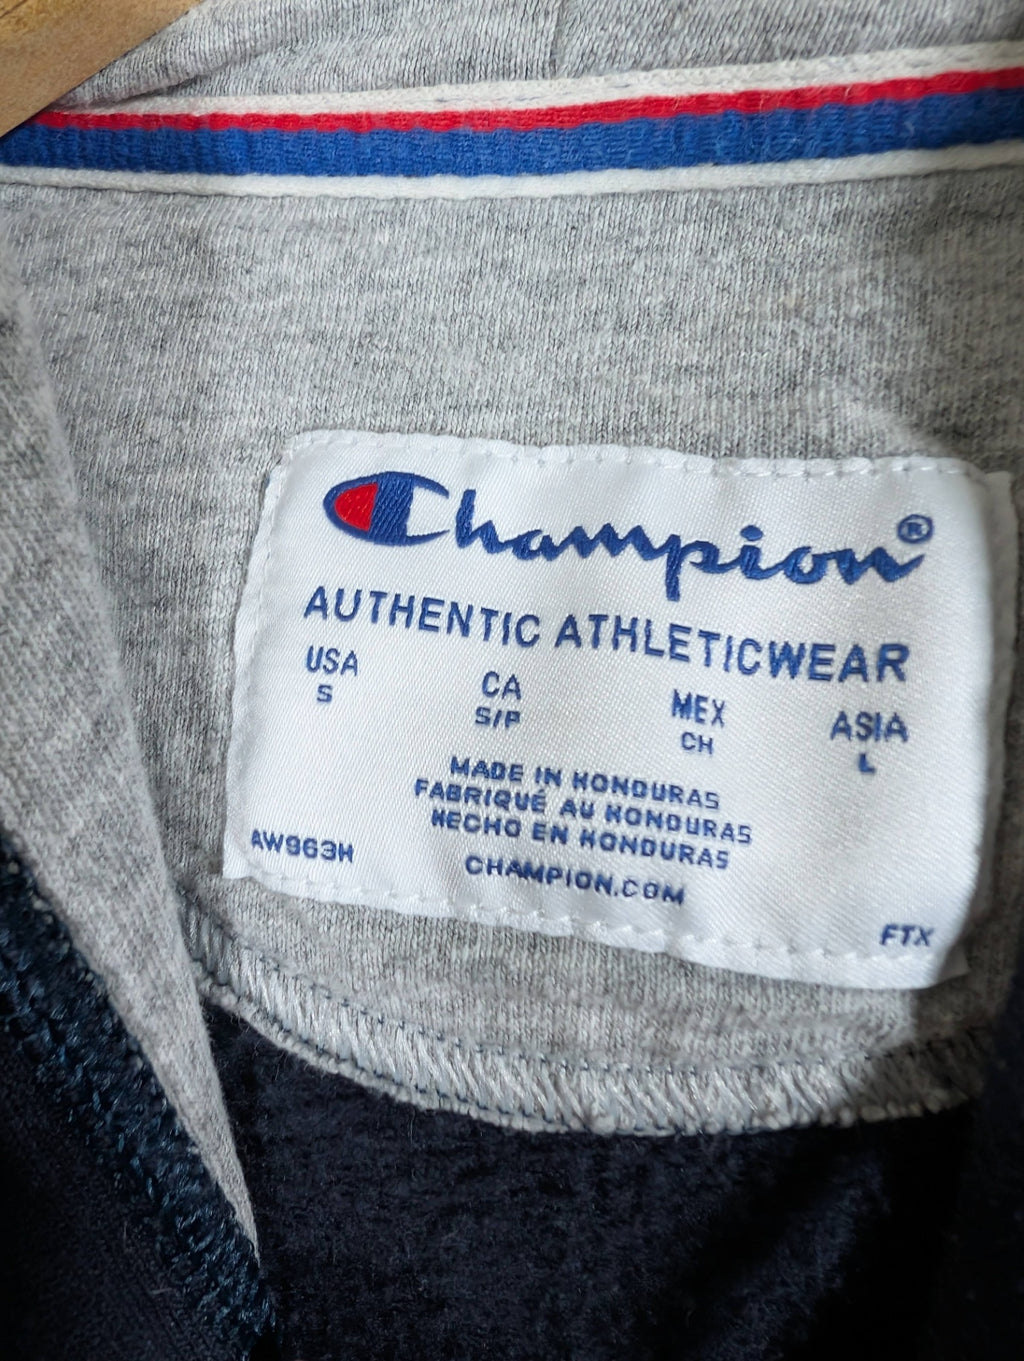 Champion®
AUTHENTIC ATHLETICWEAR
USA CA MEX ASIA
S S/P CH L
MADE IN HONDURAS
FABRIQUÉ AU HONDURAS
HECHO EN HONDURAS
AW963H CHAMPION.COM FTX